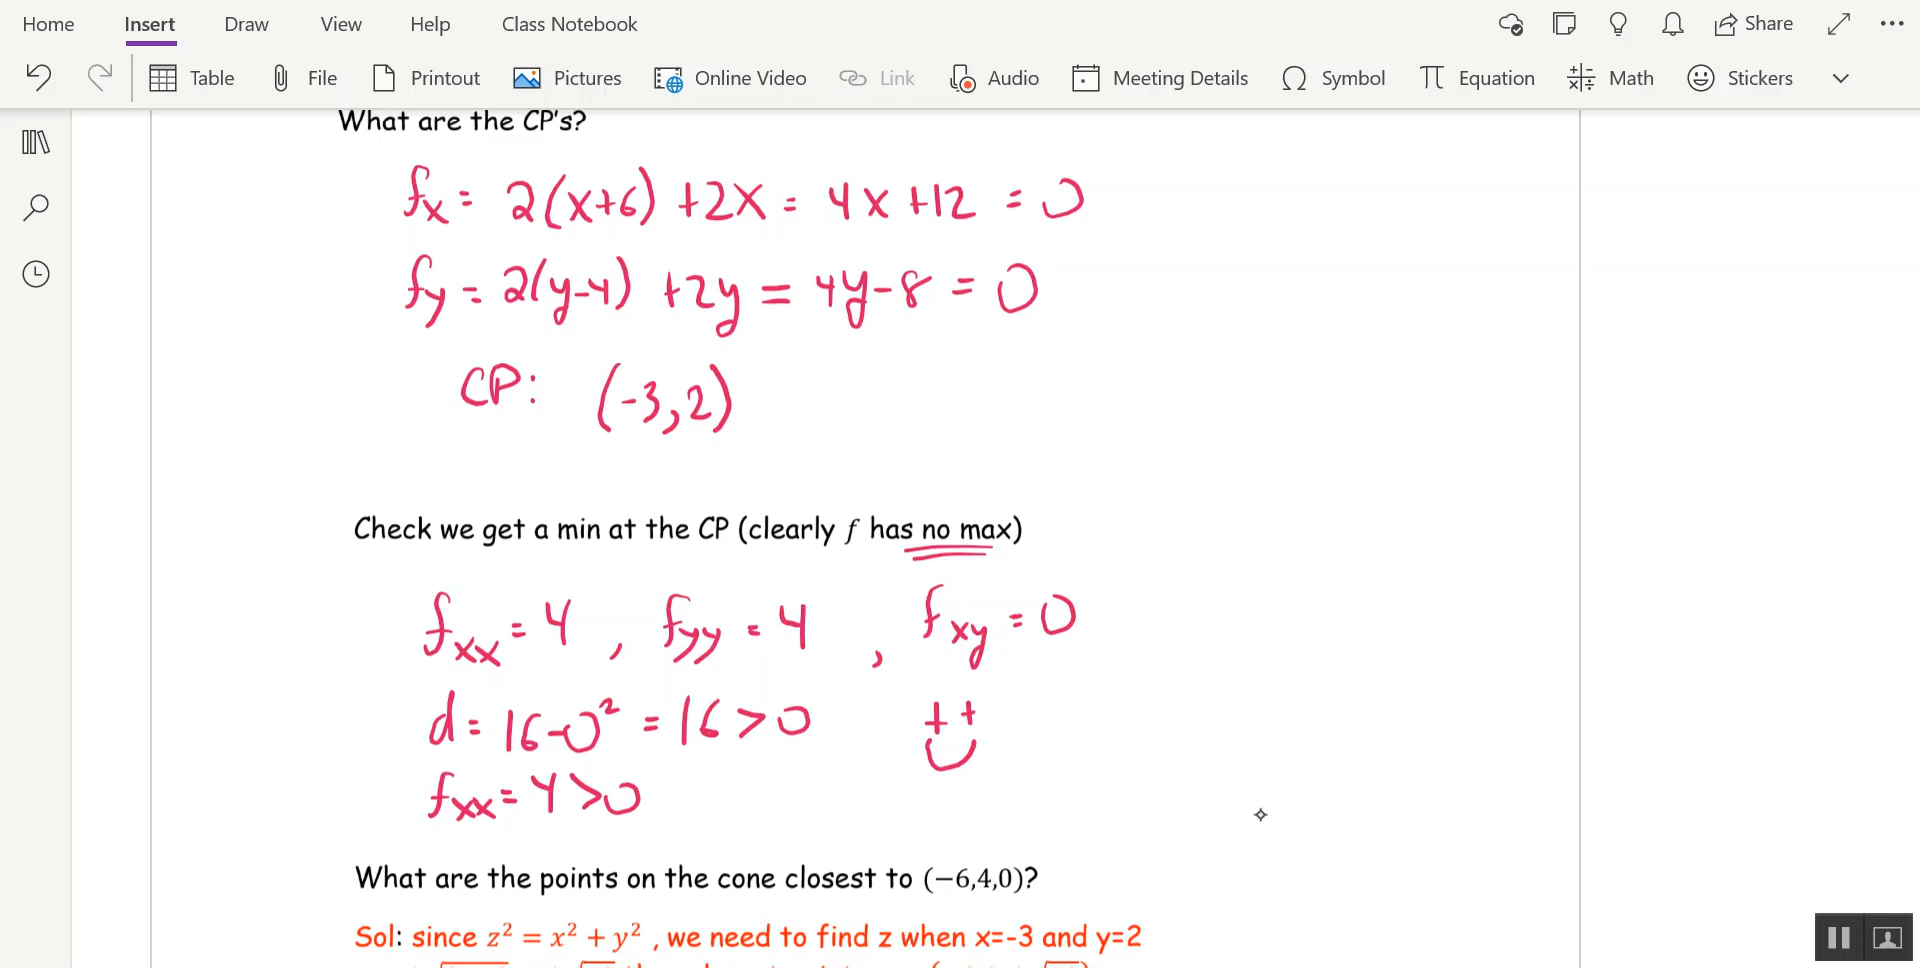 Home Insert Draw View Help Class Notebook Share
Table File Printout Pictures Online Video Link Audio Meeting Details Symbol Equation Math Stickers
What are the CP's?
fx = 2(x+6) +2x = 4x +12 = 0
fy = 2(y-4) +2y = 4y-8 = 0
CP: (-3,2)
Check we get a min at the CP (clearly f has no max)
fxx = 4 , fyy = 4 , fxy = 0
d = 16-0² = 16 > 0 + +
fxx = 4 > 0
What are the points on the cone closest to (−6,4,0)?
Sol: since z² = x² + y² , we need to find z when x=-3 and y=2